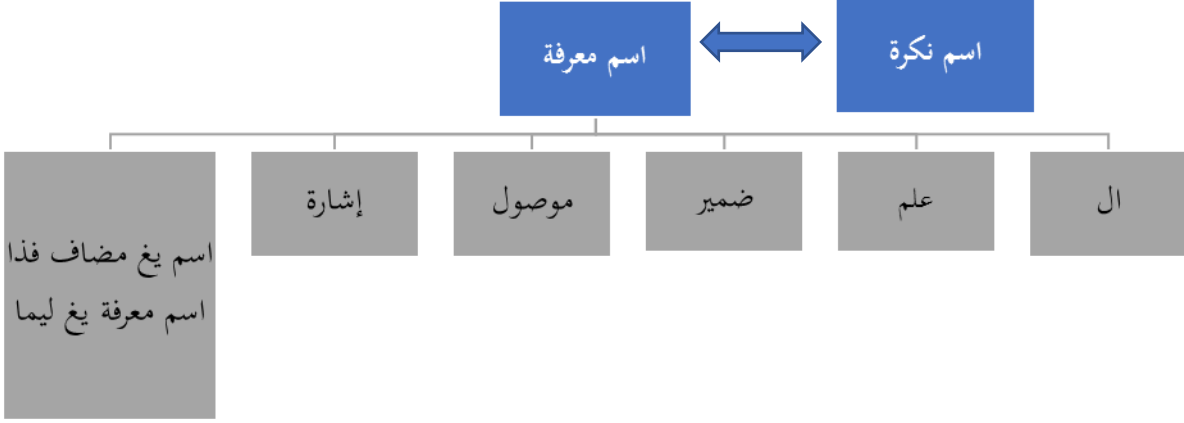 اسم نكرة
اسم معرفة
ال
علم
ضمير
موصول
إشارة
اسم يغ مضاف فذا
اسم معرفة يغ ليما